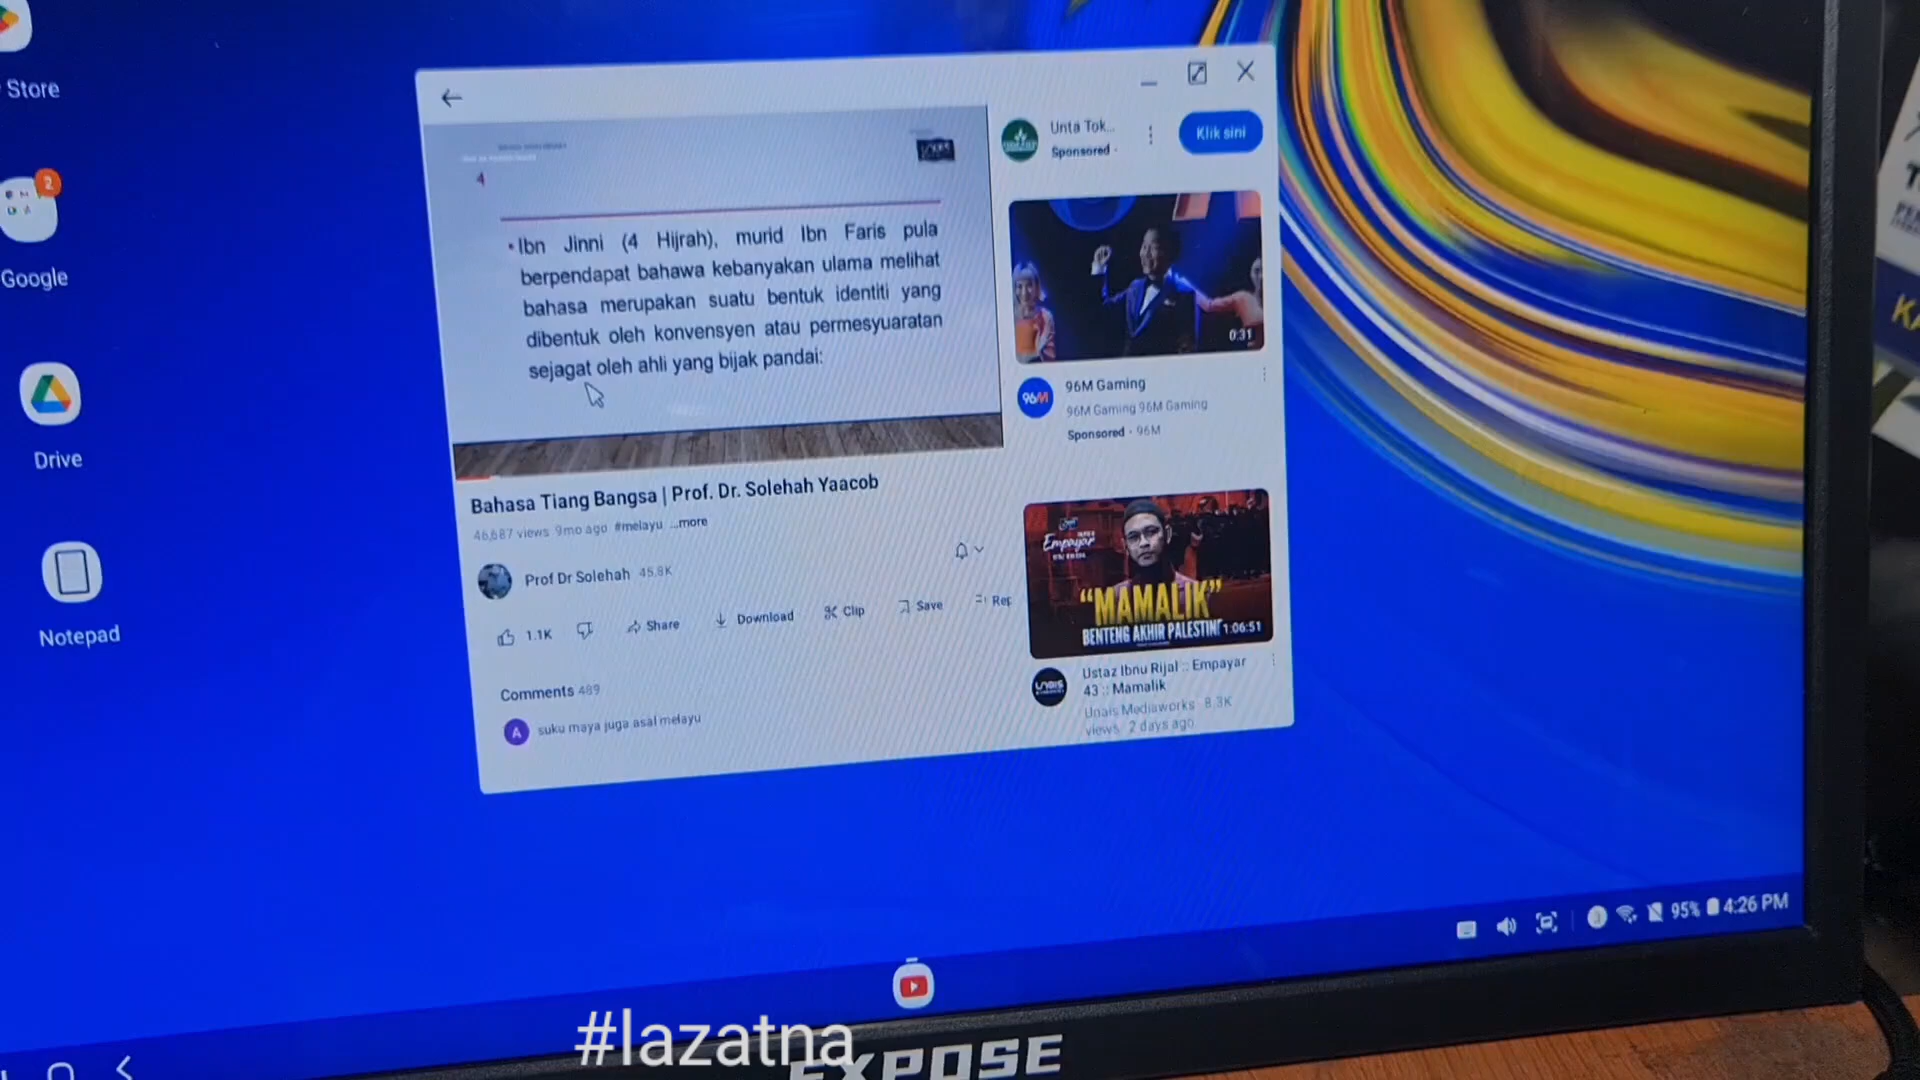 Store
2
Google
Drive
Notepad
4
• Ibn Jinni (4 Hijrah), murid Ibn Faris pula
berpendapat bahawa kebanyakan ulama melihat
bahasa merupakan suatu bentuk identiti yang
dibentuk oleh konvensyen atau permesyuaratan
sejagat oleh ahli yang bijak pandai:
Bahasa Tiang Bangsa | Prof. Dr. Solehah Yaacob
46,687 views 9mo ago #melayu ...more
Prof Dr Solehah 45.8K
1.1K Share Download Clip Save Rep
Comments 489
A suku maya juga asal melayu
Unta Tok...
Sponsored ·
Klik sini
0:31
96M
96M Gaming
96M Gaming 96M Gaming
Sponsored · 96M
Empayar
"MAMALIK"
BENTENG AKHIR PALESTIN
1:06:51
UNAIS
Ustaz Ibnu Rijal :: Empayar
43 :: Mamalik
Unais Mediaworks 8.3K
views 2 days ago
95% 4:26 PM
#lazatna
EXPOSE